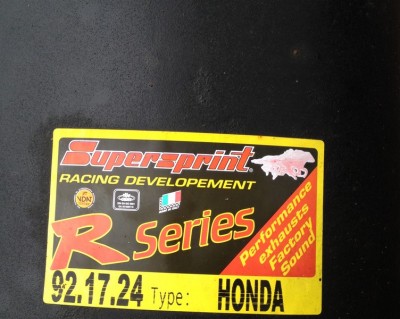 Supersprint
RACING DEVELOPEMENT
R Series
Performance
exhausts
Factory
Sound
92.17.24 Type: HONDA